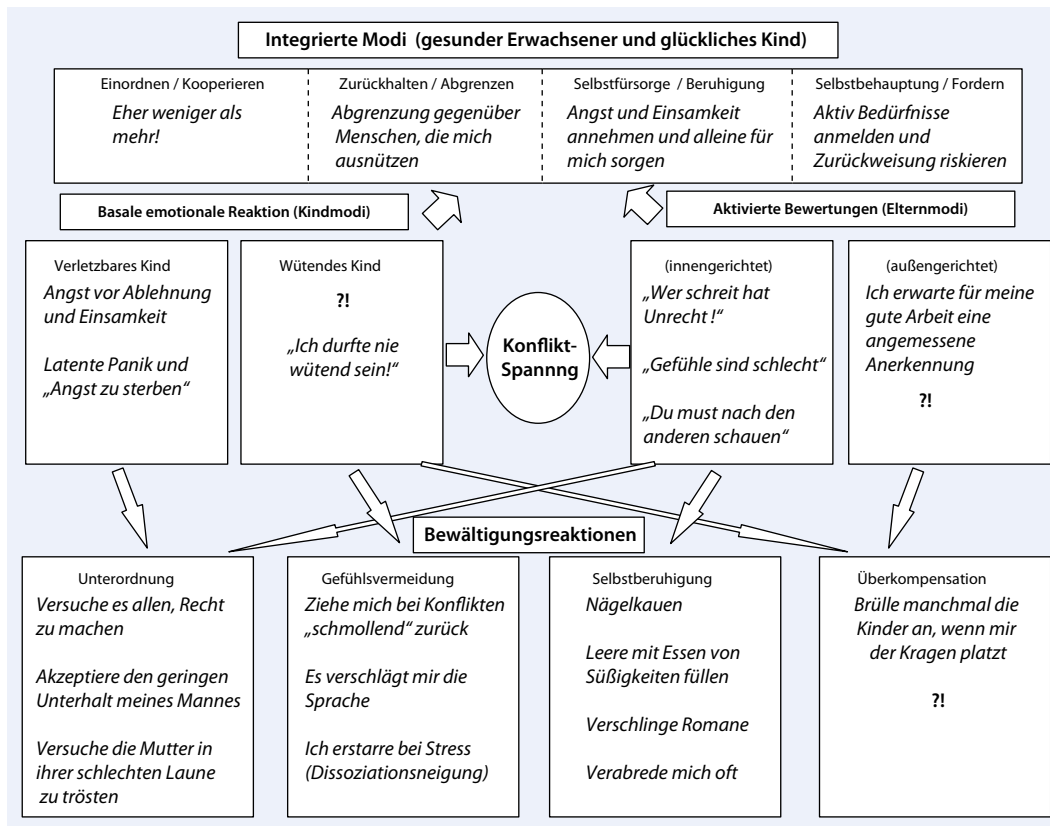 Integrierte Modi (gesunder Erwachsener und glückliches Kind)
Einordnen / Kooperieren
Eher weniger als
mehr!
Zurückhalten / Abgrenzen
Abgrenzung gegenüber
Menschen, die mich
ausnützen
Selbstfürsorge / Beruhigung
Angst und Einsamkeit
annehmen und alleine für
mich sorgen
Selbstbehauptung / Fordern
Aktiv Bedürfnisse
anmelden und
Zurückweisung riskieren
Basale emotionale Reaktion (Kindmodi)
Aktivierte Bewertungen (Elternmodi)
Verletzbares Kind
Angst vor Ablehnung
und Einsamkeit
Latente Panik und
„Angst zu sterben“
Wütendes Kind
?!
„Ich durfte nie
wütend sein!“
Konflikt-
Spannng
(innengerichtet)
„Wer schreit hat
Unrecht !“
„Gefühle sind schlecht“
„Du must nach den
anderen schauen“
(außengerichtet)
Ich erwarte für meine
gute Arbeit eine
angemessene
Anerkennung
?!
Bewältigungsreaktionen
Unterordnung
Versuche es allen, Recht
zu machen
Akzeptiere den geringen
Unterhalt meines Mannes
Versuche die Mutter in
ihrer schlechten Laune
zu trösten
Gefühlsvermeidung
Ziehe mich bei Konflikten
„schmollend“ zurück
Es verschlägt mir die
Sprache
Ich erstarre bei Stress
(Dissoziationsneigung)
Selbstberuhigung
Nägelkauen
Leere mit Essen von
Süßigkeiten füllen
Verschlinge Romane
Verabrede mich oft
Überkompensation
Brülle manchmal die
Kinder an, wenn mir
der Kragen platzt
?!